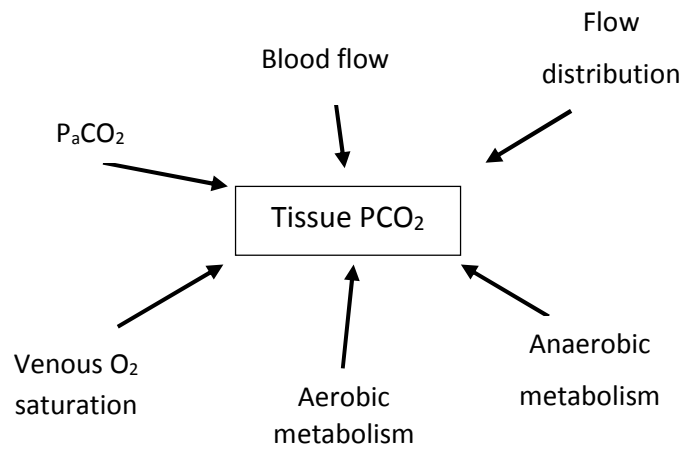 Flow
distribution
Blood flow
PₐCO₂
Tissue PCO₂
Venous O₂
saturation
Aerobic
metabolism
Anaerobic
metabolism